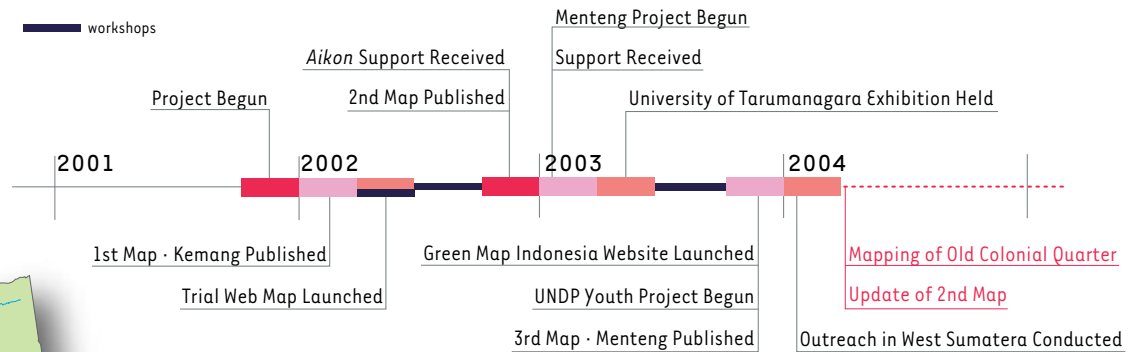 workshops
Menteng Project Begun
Aikon Support Received
Support Received
Project Begun
2nd Map Published
University of Tarumanagara Exhibition Held
2001
2002
2003
2004
1st Map · Kemang Published
Green Map Indonesia Website Launched
Mapping of Old Colonial Quarter
Trial Web Map Launched
UNDP Youth Project Begun
Update of 2nd Map
3rd Map · Menteng Published
Outreach in West Sumatera Conducted